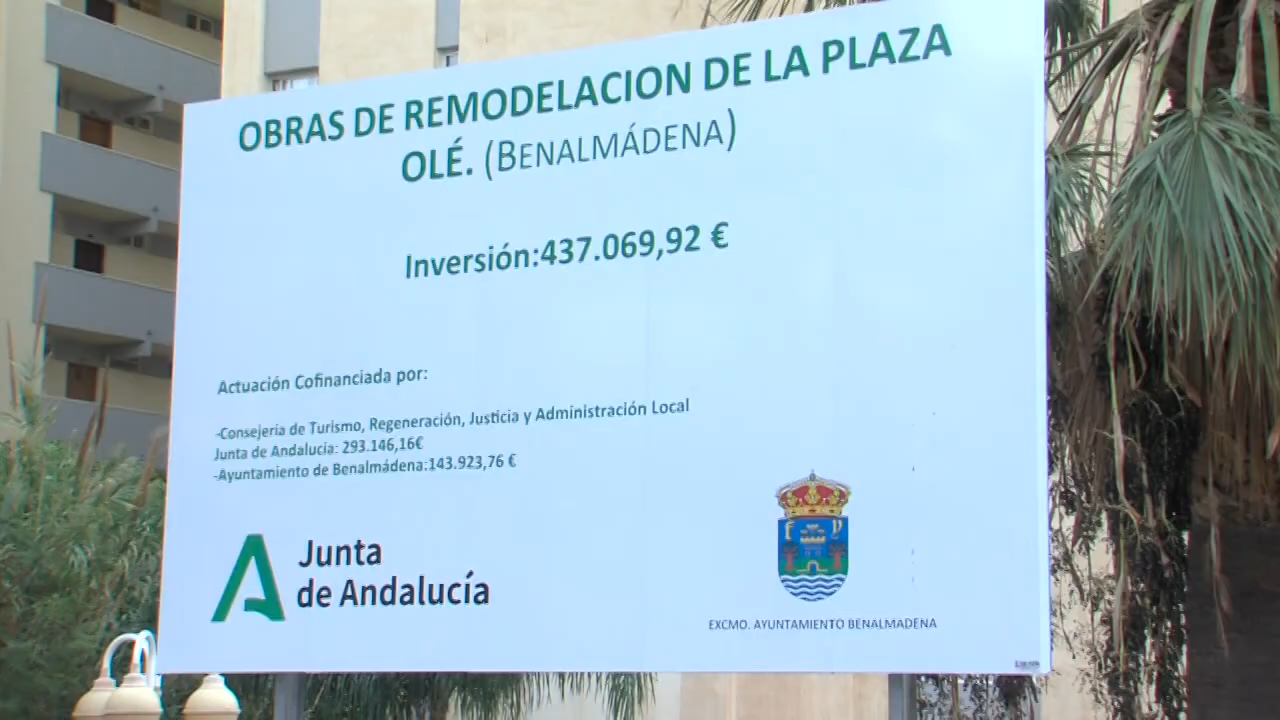 OBRAS DE REMODELACION DE LA PLAZA
OLÉ. (BENALMÁDENA)
Inversión:437.069,92 €
Actuación Cofinanciada por:
-Consejería de Turismo, Regeneración, Justicia y Administración Local
Junta de Andalucía: 293.146,16€
-Ayuntamiento de Benalmádena:143.923,76 €
Junta
de Andalucía
EXCMO. AYUNTAMIENTO BENALMADENA